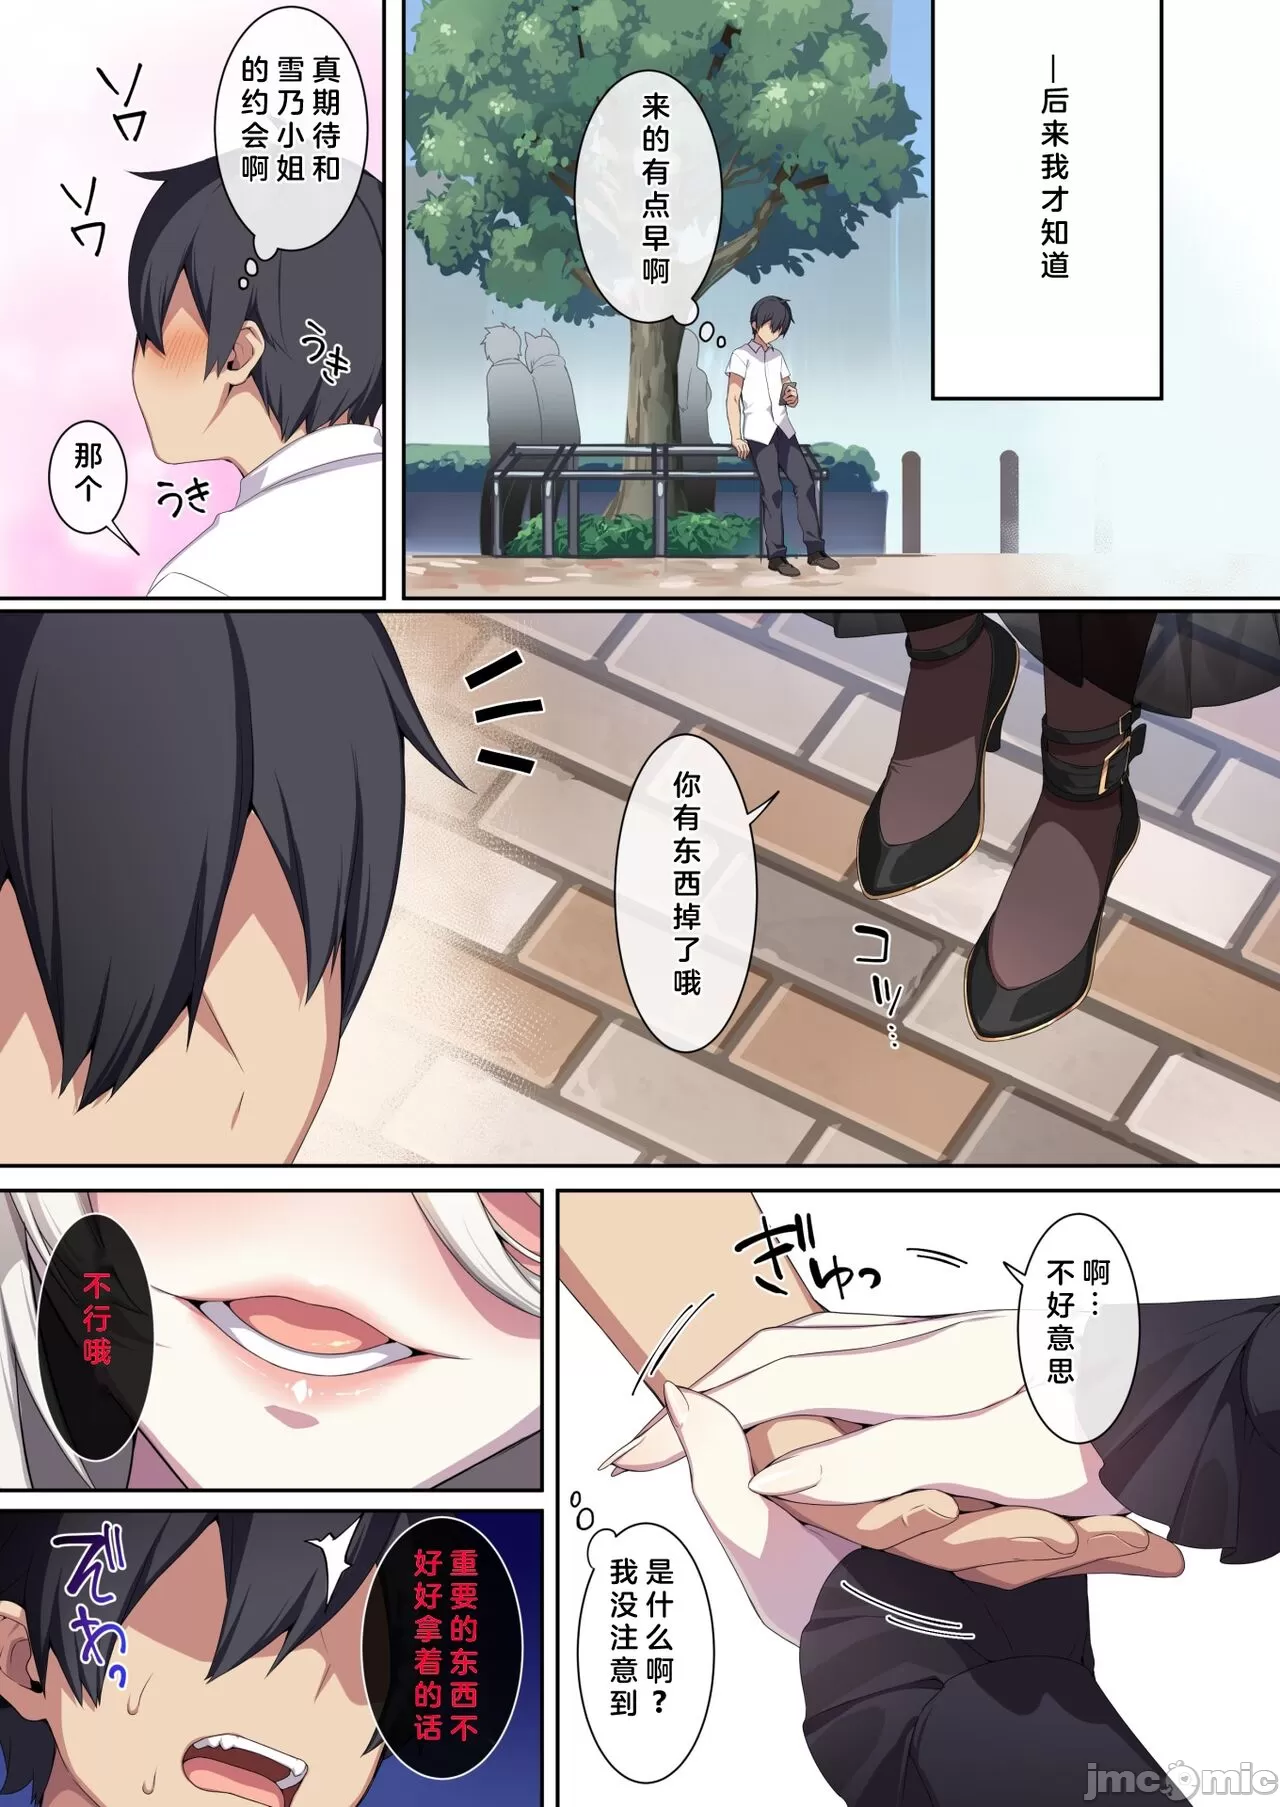 —后来我才知道
来的有点早啊
真期待和
雪乃小姐
的约会啊
ソワ
ソワ
うき
うき
那个
你有东西掉了哦
コツ…
啊…
不好意思
ぎゅっ
是什么啊?
我没注意到
不行哦
重要的东西不
好好拿着的话
jmcomic